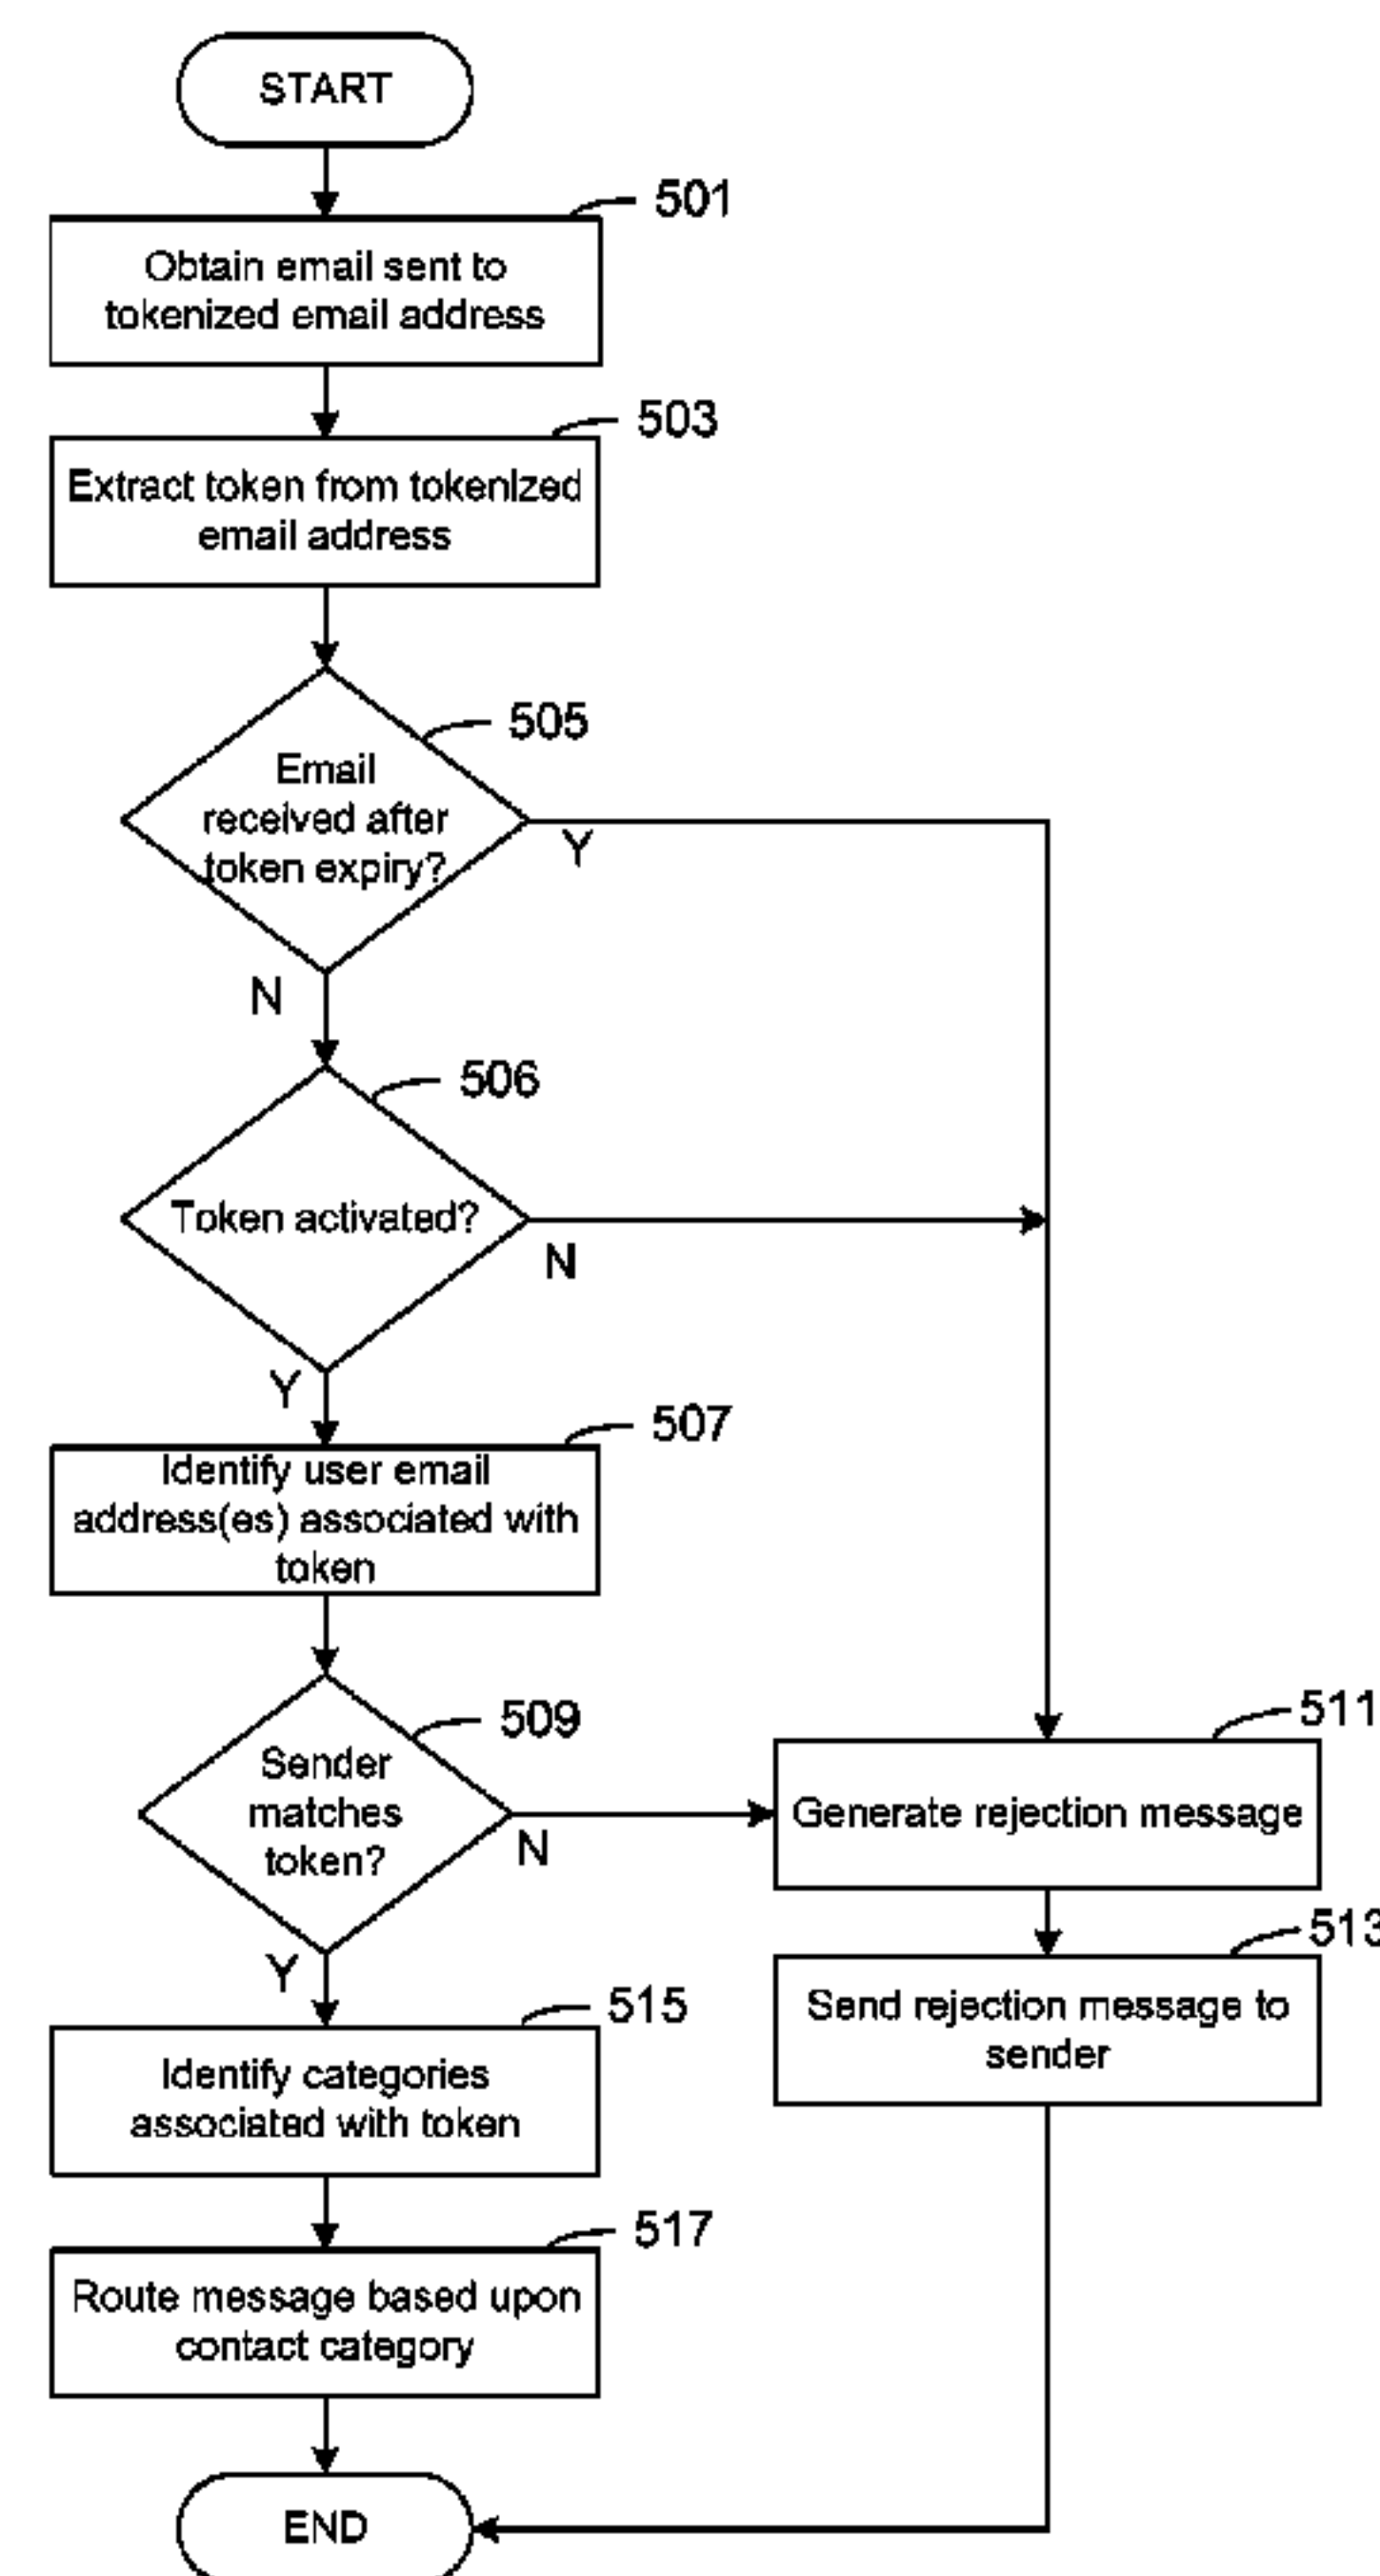 START
501
Obtain email sent to
tokenized email address
503
Extract token from tokenized
email address
505
Email
received after
token expiry?
Y
N
506
Token activated?
N
Y
507
Identify user email
address(es) associated with
token
509
Sender
matches
token?
N
Y
511
Generate rejection message
513
Send rejection message to
sender
515
Identify categories
associated with token
517
Route message based upon
contact category
END